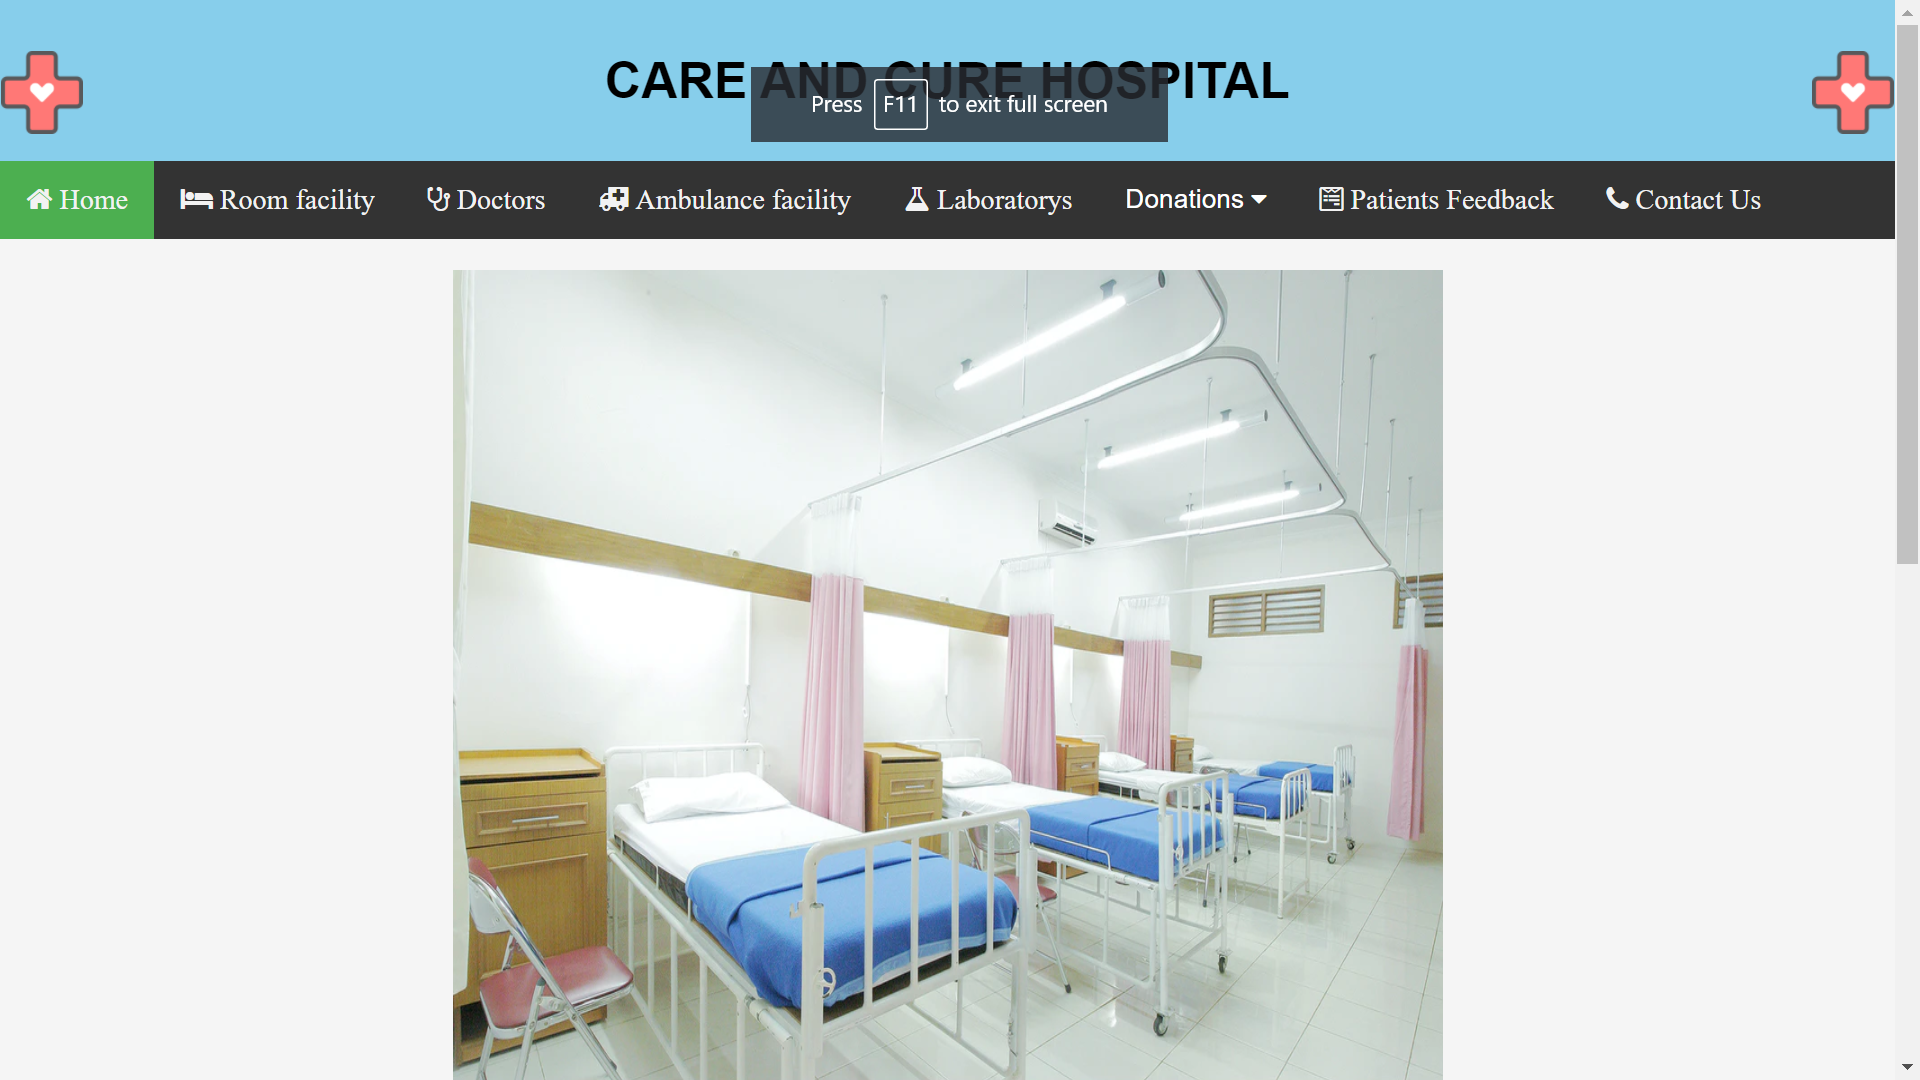 CARE AND CURE HOSPITAL
Press F11 to exit full screen
Home Room facility Doctors Ambulance facility Laboratorys Donations Patients Feedback Contact Us